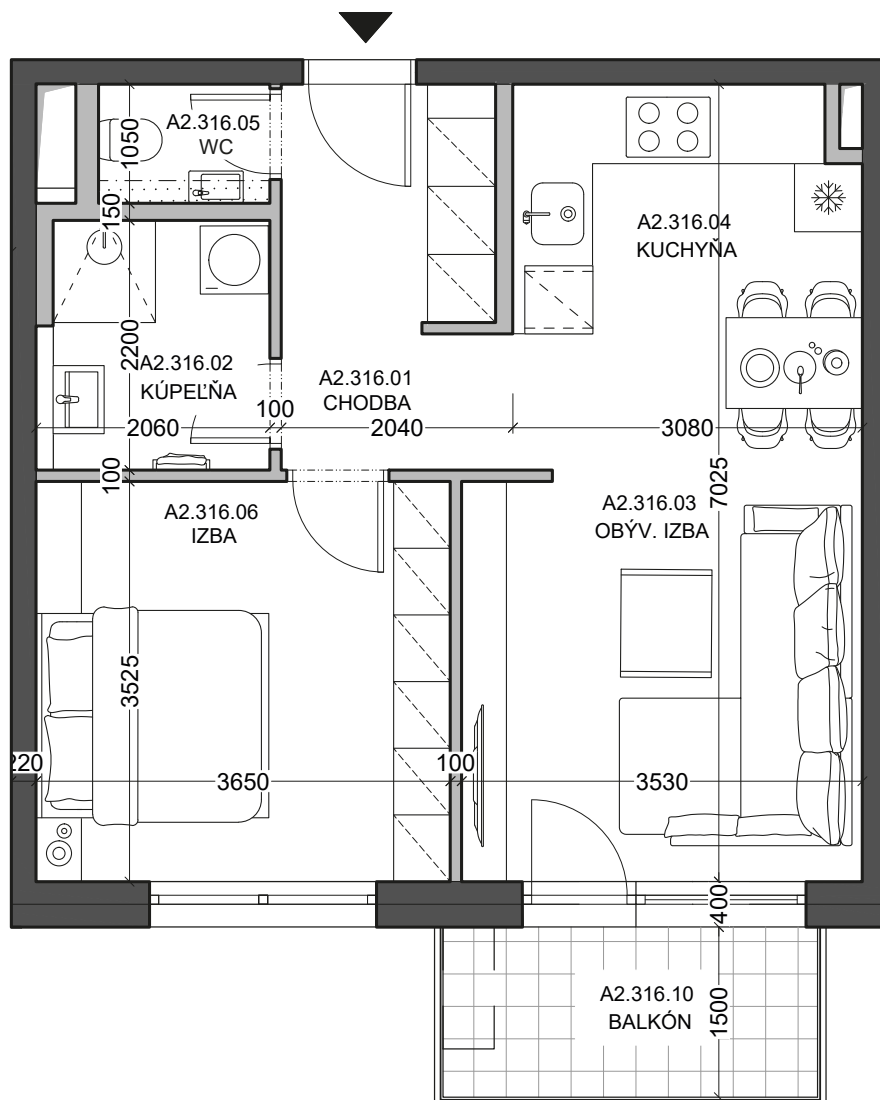 A2.316.05
WC
1050
150
A2.316.04
KUCHYŇA
2200
A2.316.02
KÚPEĽŇA
A2.316.01
CHODBA
2060
100
2040
3080
100
7025
A2.316.06
IZBA
A2.316.03
OBÝV. IZBA
3525
220
3650
100
3530
400
A2.316.10
BALKÓN
1500